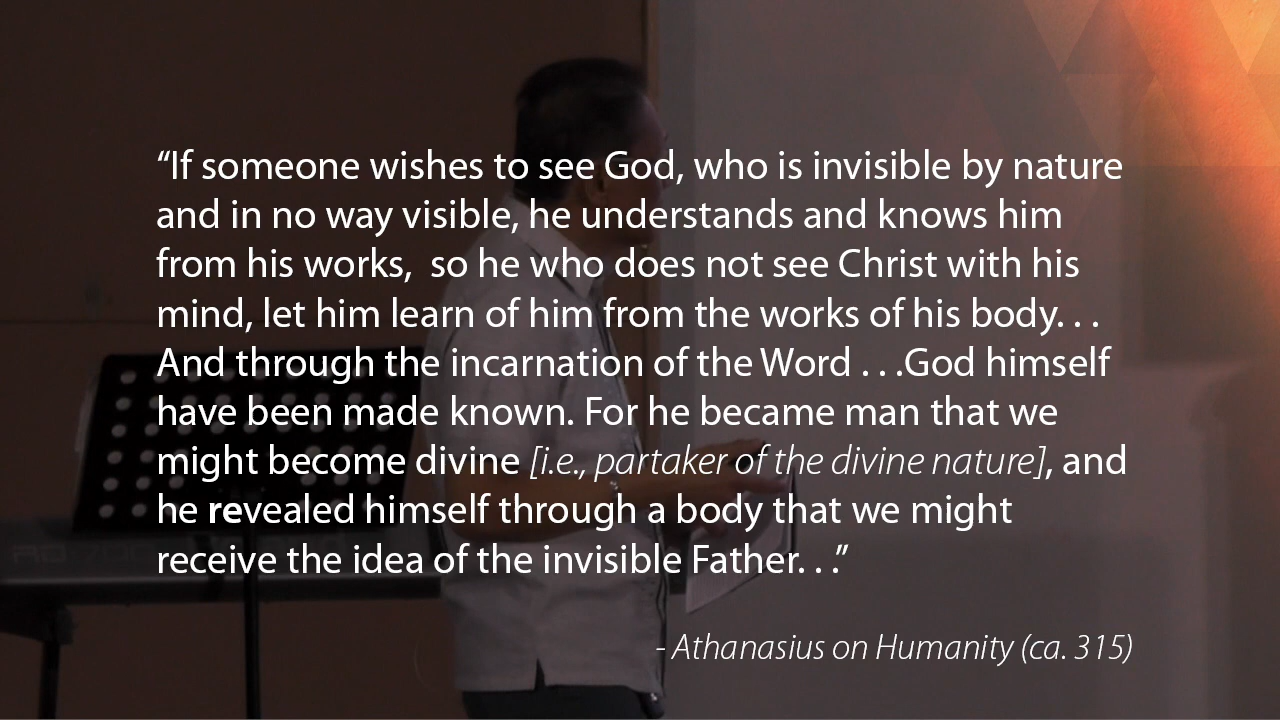 “If someone wishes to see God, who is invisible by nature
and in no way visible, he understands and knows him
from his works,  so he who does not see Christ with his
mind, let him learn of him from the works of his body. . .
And through the incarnation of the Word . . .God himself
have been made known. For he became man that we
might become divine [i.e., partaker of the divine nature], and
he revealed himself through a body that we might
receive the idea of the invisible Father. . .”
- Athanasius on Humanity (ca. 315)